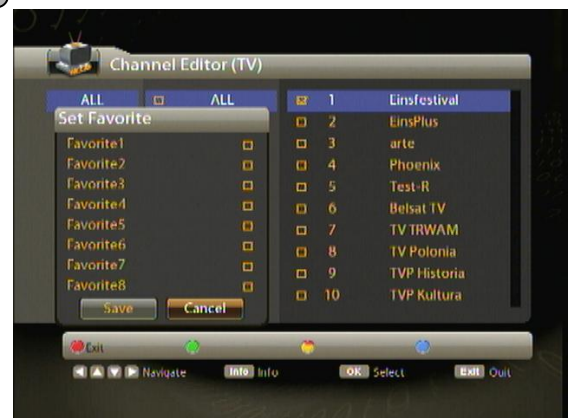 Channel Editor (TV)
ALL ALL
Set Favorite
Favorite1
Favorite2
Favorite3
Favorite4
Favorite5
Favorite6
Favorite7
Favorite8
Save Cancel
1 Einsfestival
2 EinsPlus
3 arte
4 Phoenix
5 Test-R
6 Belsat TV
7 TV TRWAM
8 TV Polonia
9 TVP Historia
10 TVP Kultura
Exit
Navigate Info Info OK Select Exit Quit